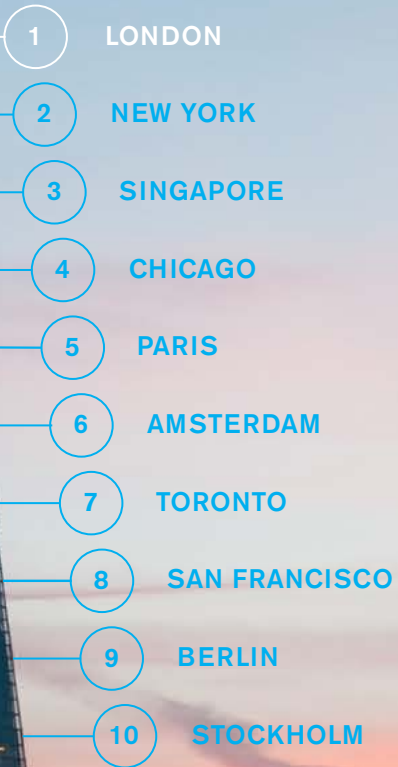 1 LONDON
2 NEW YORK
3 SINGAPORE
4 CHICAGO
5 PARIS
6 AMSTERDAM
7 TORONTO
8 SAN FRANCISCO
9 BERLIN
10 STOCKHOLM